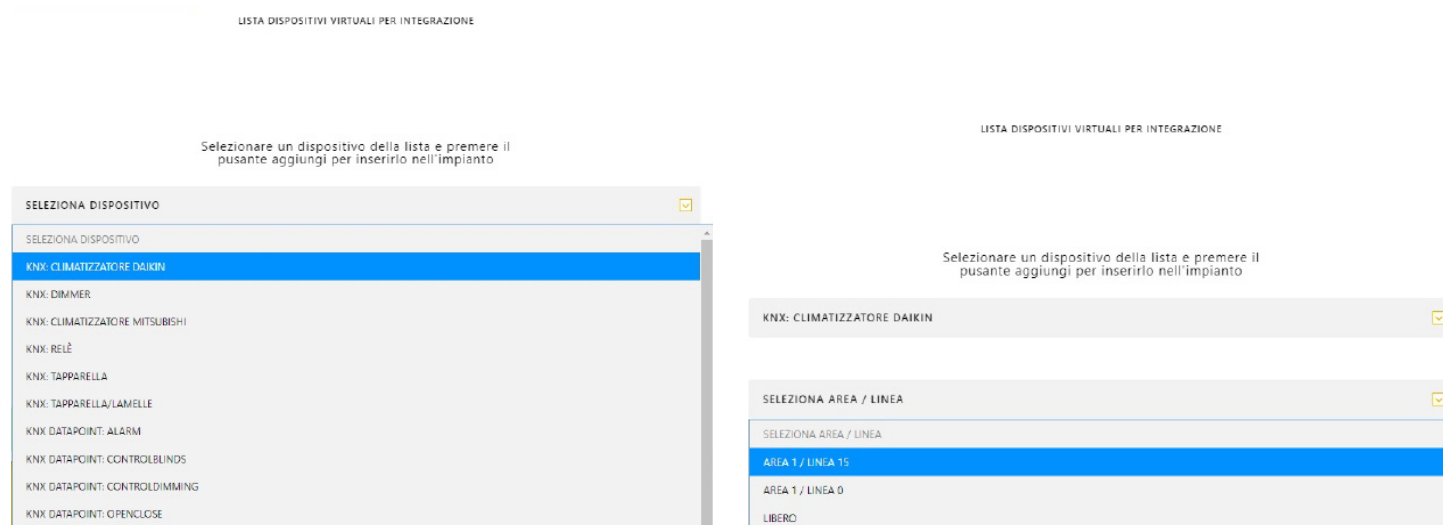 LISTA DISPOSITIVI VIRTUALI PER INTEGRAZIONE
Selezionare un dispositivo della lista e premere il
pusante aggiungi per inserirlo nell'impianto
SELEZIONA DISPOSITIVO
SELEZIONA DISPOSITIVO
KNX: CLIMATIZZATORE DAIKIN
KNX: DIMMER
KNX: CLIMATIZZATORE MITSUBISHI
KNX: RELÈ
KNX: TAPPARELLA
KNX: TAPPARELLA/LAMELLE
KNX DATAPOINT: ALARM
KNX DATAPOINT: CONTROLBLINDS
KNX DATAPOINT: CONTROLDIMMING
KNX DATAPOINT: OPENCLOSE
LISTA DISPOSITIVI VIRTUALI PER INTEGRAZIONE
Selezionare un dispositivo della lista e premere il
pusante aggiungi per inserirlo nell'impianto
KNX: CLIMATIZZATORE DAIKIN
SELEZIONA AREA / LINEA
SELEZIONA AREA / LINEA
AREA 1 / LINEA 15
AREA 1 / LINEA 0
LIBERO